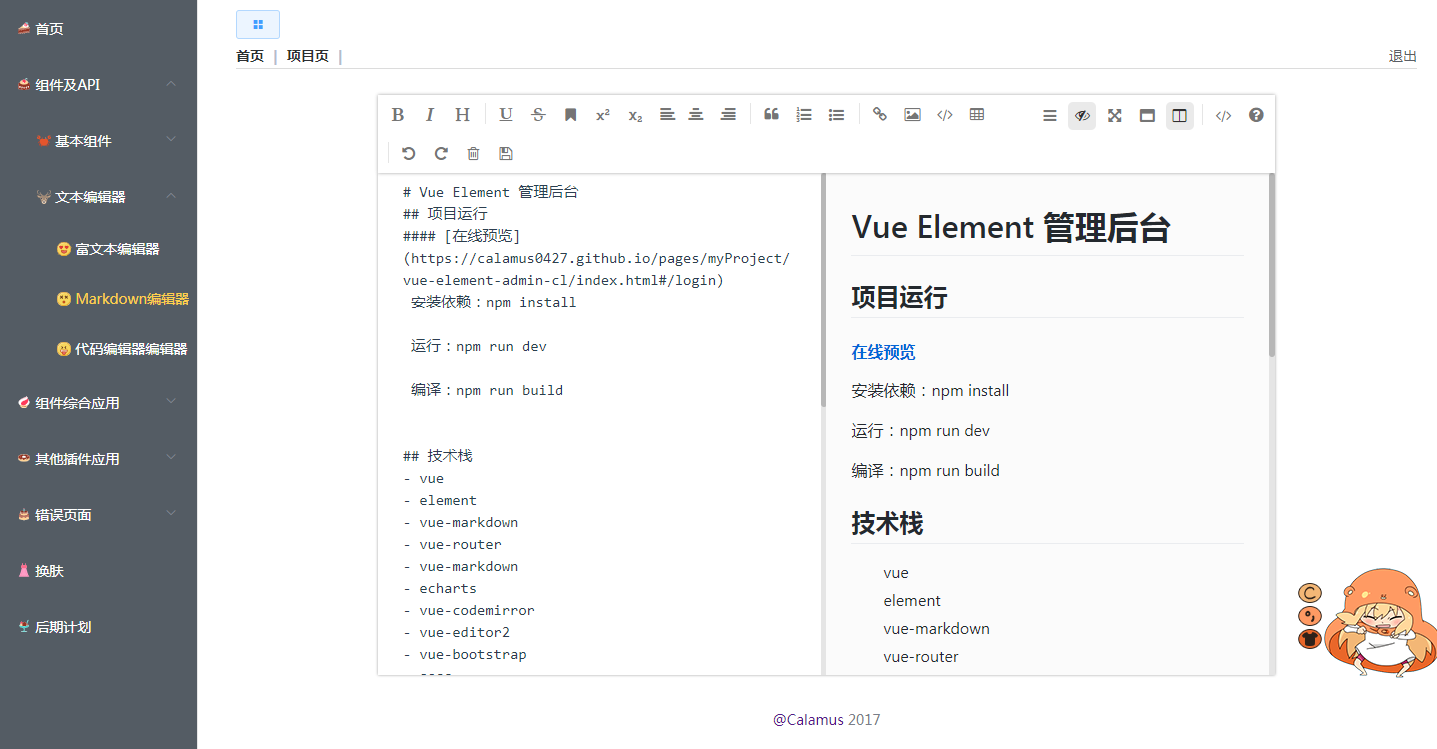 首页
组件及API
基本组件
文本编辑器
富文本编辑器
Markdown编辑器
代码编辑器编辑器
组件综合应用
其他插件应用
错误页面
换肤
后期计划
首页 | 项目页 |
退出
B I H U S x² x₂
# Vue Element 管理后台
## 项目运行
#### [在线预览]
(https://calamus0427.github.io/pages/myProject/
vue-element-admin-cl/index.html#/login)
安装依赖：npm install
运行：npm run dev
编译：npm run build
## 技术栈
- vue
- element
- vue-markdown
- vue-router
- vue-markdown
- echarts
- vue-codemirror
- vue-editor2
- vue-bootstrap
Vue Element 管理后台
项目运行
在线预览
安装依赖：npm install
运行：npm run dev
编译：npm run build
技术栈
vue
element
vue-markdown
vue-router
@Calamus 2017